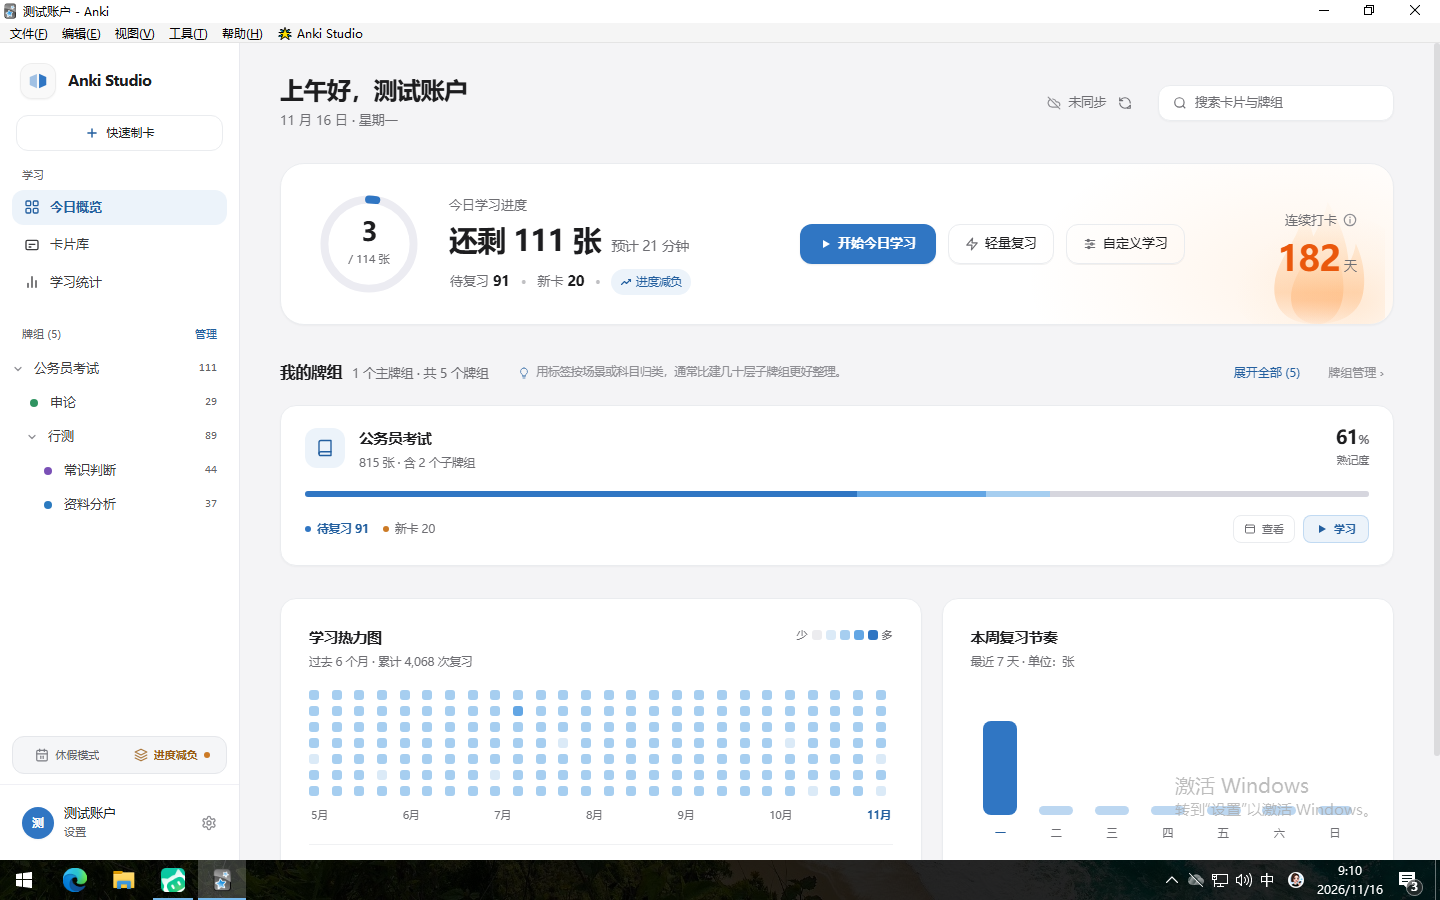 测试账户 - Anki
文件(F) 编辑(E) 视图(V) 工具(T) 帮助(H) Anki Studio
Anki Studio
快速制卡
学习
今日概览
卡片库
学习统计
牌组 (5) 管理
公务员考试 111
申论 29
行测 89
常识判断 44
资料分析 37
休假模式 进度减负
测 测试账户
设置
上午好，测试账户
11 月 16 日 · 星期一
未同步
搜索卡片与牌组
3
/ 114 张
今日学习进度
还剩 111 张 预计 21 分钟
待复习 91 • 新卡 20 • 进度减负
开始今日学习 轻量复习 自定义学习
连续打卡
182 天
我的牌组 1 个主牌组 · 共 5 个牌组 用标签按场景或科目归类，通常比建几十层子牌组更好整理。 展开全部 (5) 牌组管理 ›
公务员考试
815 张 · 含 2 个子牌组
61%
熟记度
待复习 91 新卡 20 查看 学习
学习热力图
过去 6 个月 · 累计 4,068 次复习
少 多
5月 6月 7月 8月 9月 10月 11月
本周复习节奏
最近 7 天 · 单位：张
一 二 三 四 五 六 日
激活 Windows
转到“设置”以激活 Windows。
中
9:10
2026/11/16
3